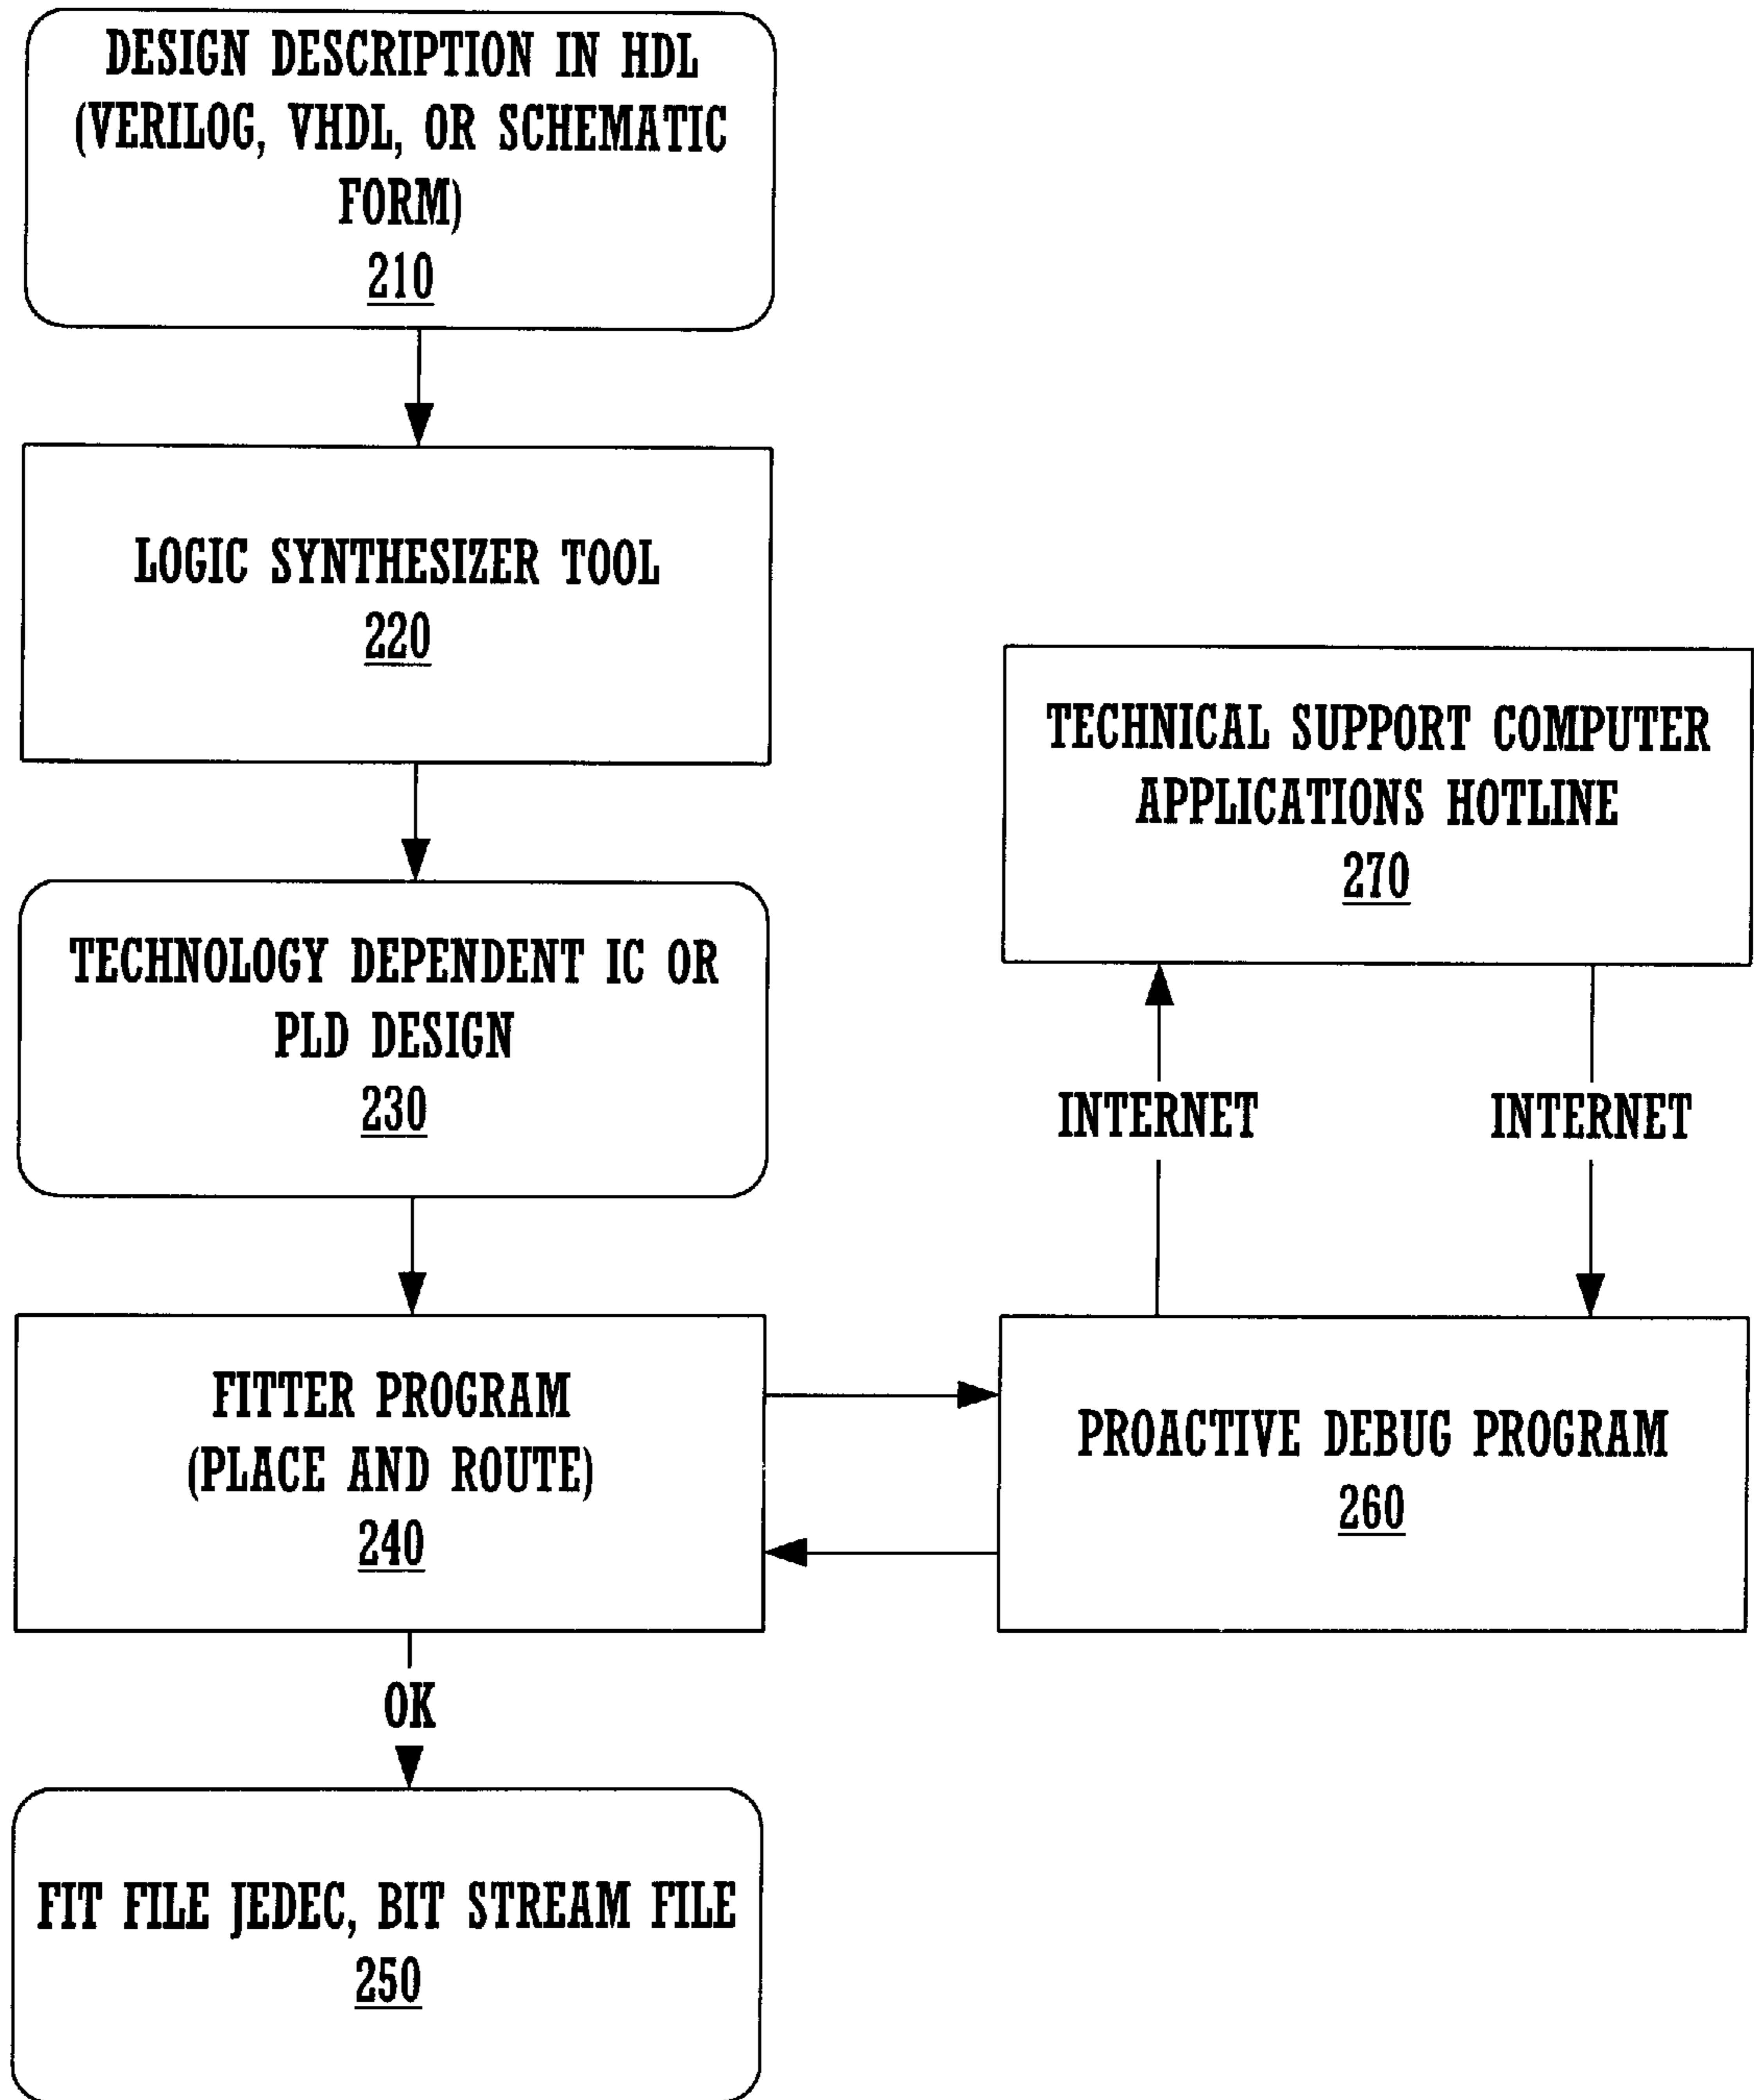 DESIGN DESCRIPTION IN HDL
(VERILOG, VHDL, OR SCHEMATIC
FORM)
210
LOGIC SYNTHESIZER TOOL
220
TECHNICAL SUPPORT COMPUTER
APPLICATIONS HOTLINE
270
TECHNOLOGY DEPENDENT IC OR
PLD DESIGN
230
INTERNET
INTERNET
FITTER PROGRAM
(PLACE AND ROUTE)
240
PROACTIVE DEBUG PROGRAM
260
OK
FIT FILE JEDEC, BIT STREAM FILE
250